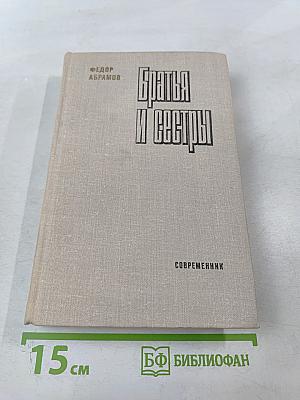 ФЕДОР
АБРАМОВ
Братья
и сестры
СОВРЕМЕННИК
15 см
БФ БИБЛИОФАН